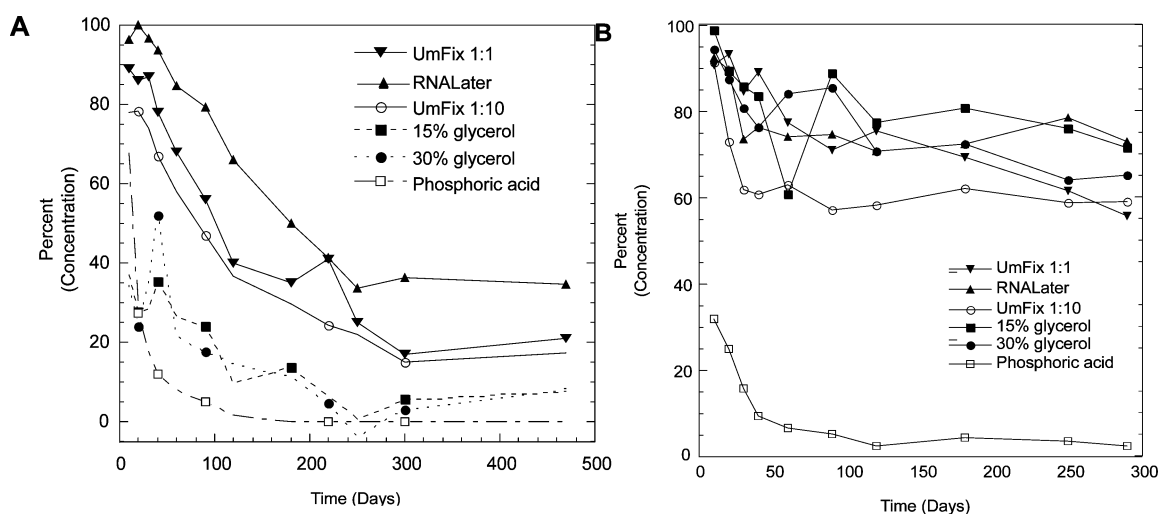 A
100
80
60
40
20
0
Percent
(Concentration)
0 100 200 300 400 500
Time (Days)
UmFix 1:1
RNALater
UmFix 1:10
15% glycerol
30% glycerol
Phosphoric acid
B
100
80
60
40
20
0
Percent
(Concentration)
0 50 100 150 200 250 300
Time (Days)
UmFix 1:1
RNALater
UmFix 1:10
15% glycerol
30% glycerol
Phosphoric acid